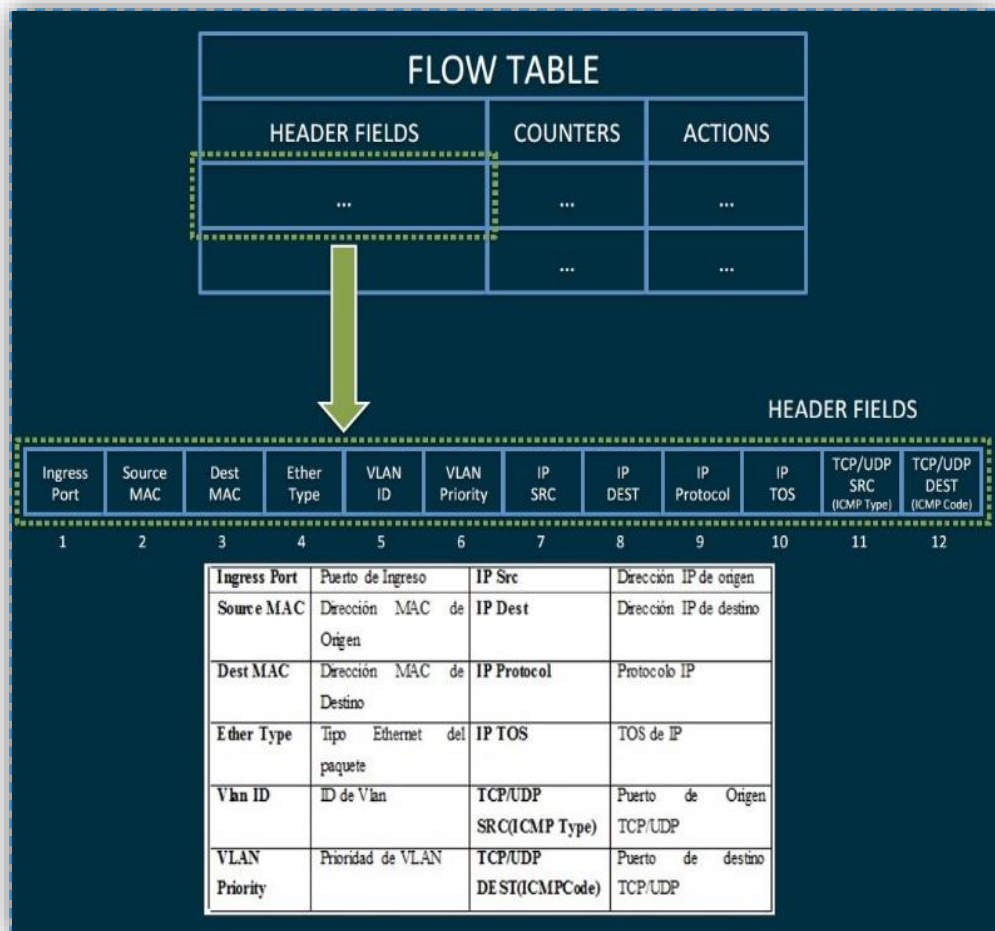 FLOW TABLE
HEADER FIELDS COUNTERS ACTIONS
... ... ...
... ...
HEADER FIELDS
Ingress Port Source MAC Dest MAC Ether Type VLAN ID VLAN Priority IP SRC IP DEST IP Protocol IP TOS TCP/UDP SRC (ICMP Type) TCP/UDP DEST (ICMP Code)
1 2 3 4 5 6 7 8 9 10 11 12
Ingress Port Puerto de Ingreso IP Src Dirección IP de origen
Source MAC Dirección MAC de Origen IP Dest Dirección IP de destino
Dest MAC Dirección MAC de Destino IP Protocol Protocolo IP
Ether Type Tipo Ethernet del paquete IP TOS TOS de IP
Vlan ID ID de Vlan TCP/UDP SRC(ICMP Type) Puerto de Origen TCP/UDP
VLAN Priority Prioridad de VLAN TCP/UDP DEST(ICMPCode) Puerto de destino TCP/UDP